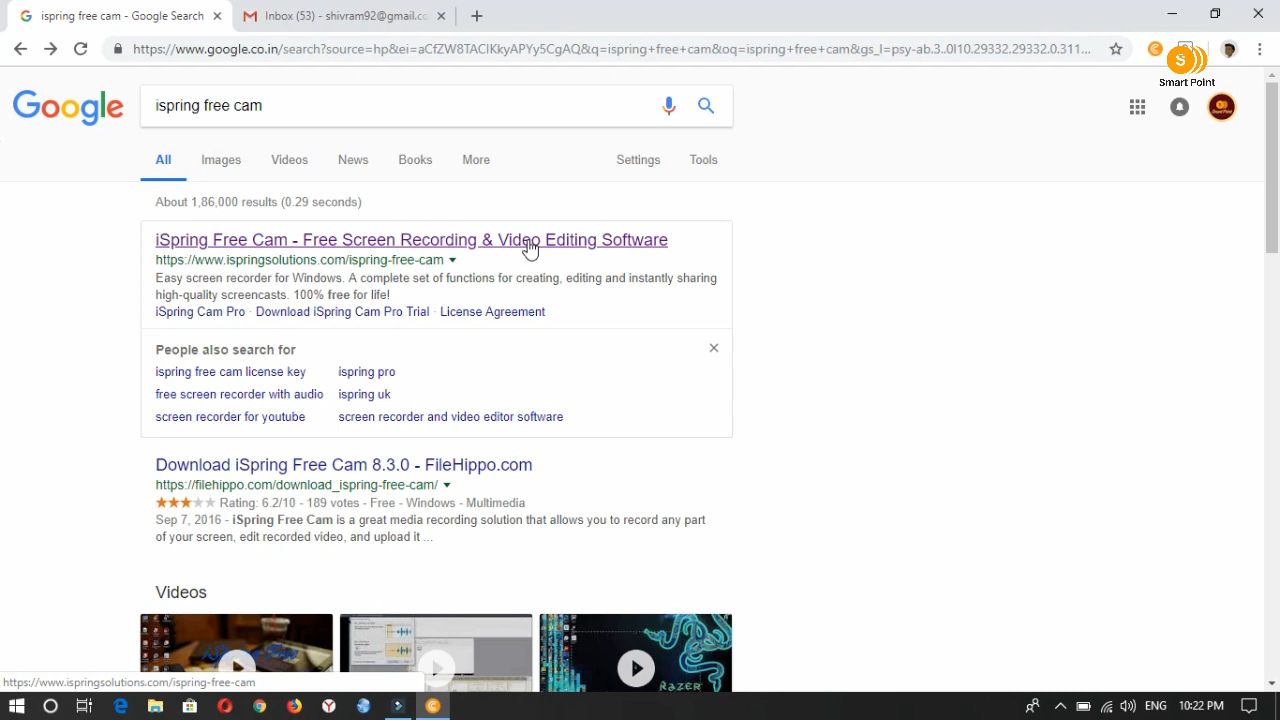 ispring free cam - Google Search
Inbox (53) - shivram92@gmail.co
https://www.google.co.in/search?source=hp&ei=aCfZW8TACIKkyAPYy5CgAQ&q=ispring+free+cam&oq=ispring+free+cam&gs_l=psy-ab.3..0l10.29332.29332.0.311...
Smart Point
Google
ispring free cam
All Images Videos News Books More Settings Tools
About 1,86,000 results (0.29 seconds)
iSpring Free Cam - Free Screen Recording & Video Editing Software
https://www.ispringsolutions.com/ispring-free-cam
Easy screen recorder for Windows. A complete set of functions for creating, editing and instantly sharing
high-quality screencasts. 100% free for life!
iSpring Cam Pro · Download iSpring Cam Pro Trial · License Agreement
People also search for
ispring free cam license key ispring pro
free screen recorder with audio ispring uk
screen recorder for youtube screen recorder and video editor software
Download iSpring Free Cam 8.3.0 - FileHippo.com
https://filehippo.com/download_ispring-free-cam/
Rating: 6.2/10 - 189 votes - Free - Windows - Multimedia
Sep 7, 2016 - iSpring Free Cam is a great media recording solution that allows you to record any part
of your screen, edit recorded video, and upload it ...
Videos
RAZER
https://www.ispringsolutions.com/ispring-free-cam
ENG 10:22 PM